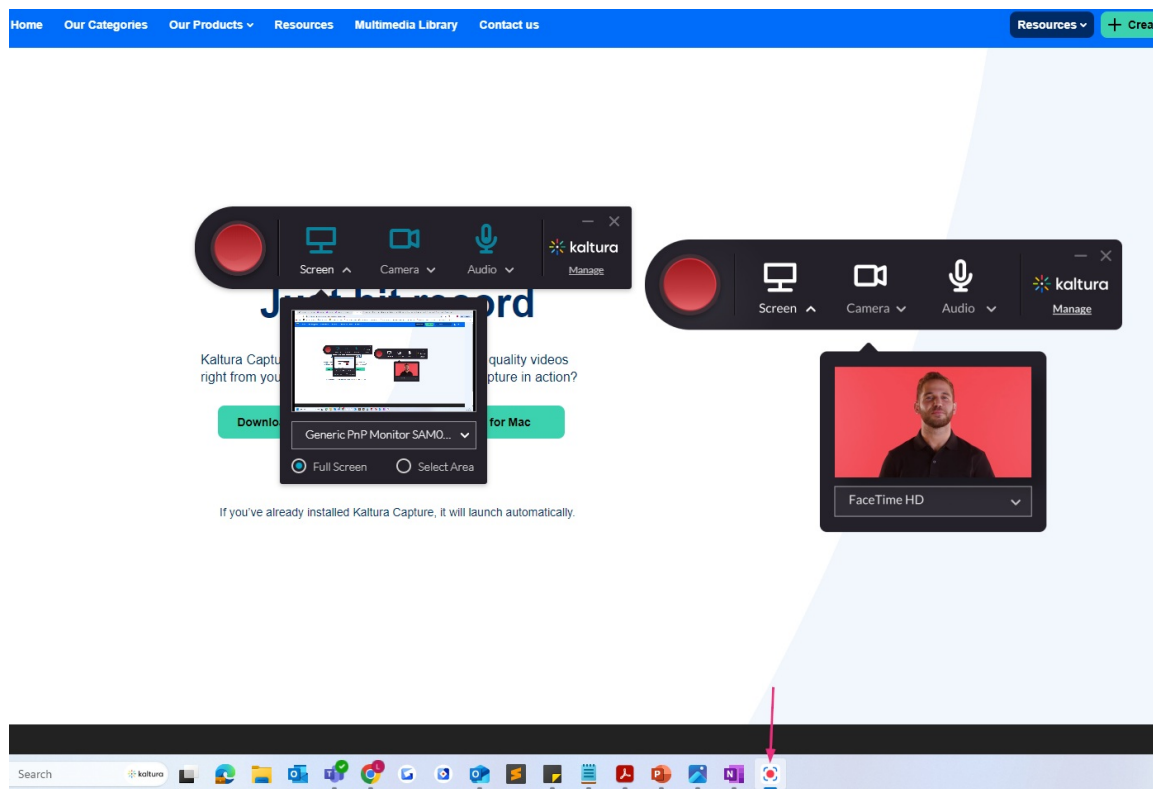 Home Our Categories Our Products Resources Multimedia Library Contact us Resources + Crea
kaltura
Screen Camera Audio Manage
kaltura
Screen Camera Audio Manage
Just hit record
Kaltura Captu quality videos
right from you pture in action?
Downlo for Mac
Generic PnP Monitor SAM0...
Full Screen Select Area
FaceTime HD
If you've already installed Kaltura Capture, it will launch automatically.
Search kaltura